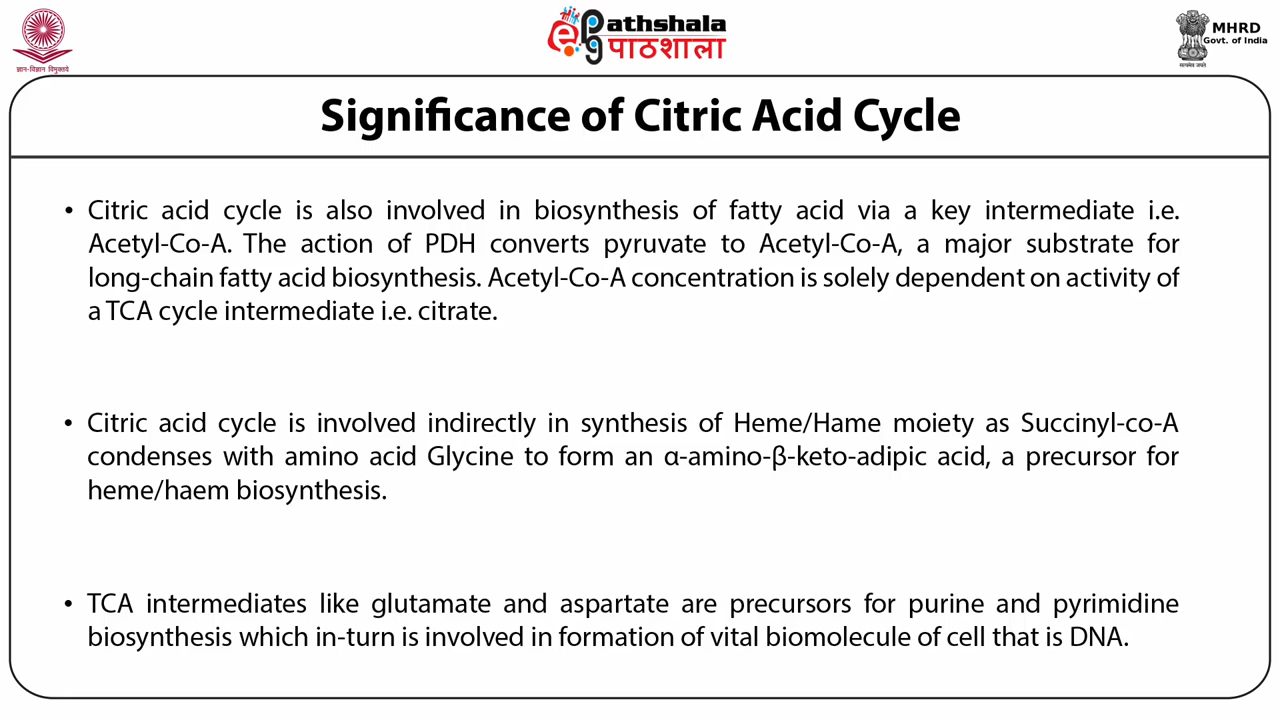 ज्ञान-विज्ञान विमुक्तये
ePG
athshala
पाठशाला
सत्यमेव जयते
MHRD
Govt. of India
Significance of Citric Acid Cycle
• Citric acid cycle is also involved in biosynthesis of fatty acid via a key intermediate i.e.
Acetyl-Co-A. The action of PDH converts pyruvate to Acetyl-Co-A, a major substrate for
long-chain fatty acid biosynthesis. Acetyl-Co-A concentration is solely dependent on activity of
a TCA cycle intermediate i.e. citrate.
• Citric acid cycle is involved indirectly in synthesis of Heme/Hame moiety as Succinyl-co-A
condenses with amino acid Glycine to form an α-amino-β-keto-adipic acid, a precursor for
heme/haem biosynthesis.
• TCA intermediates like glutamate and aspartate are precursors for purine and pyrimidine
biosynthesis which in-turn is involved in formation of vital biomolecule of cell that is DNA.